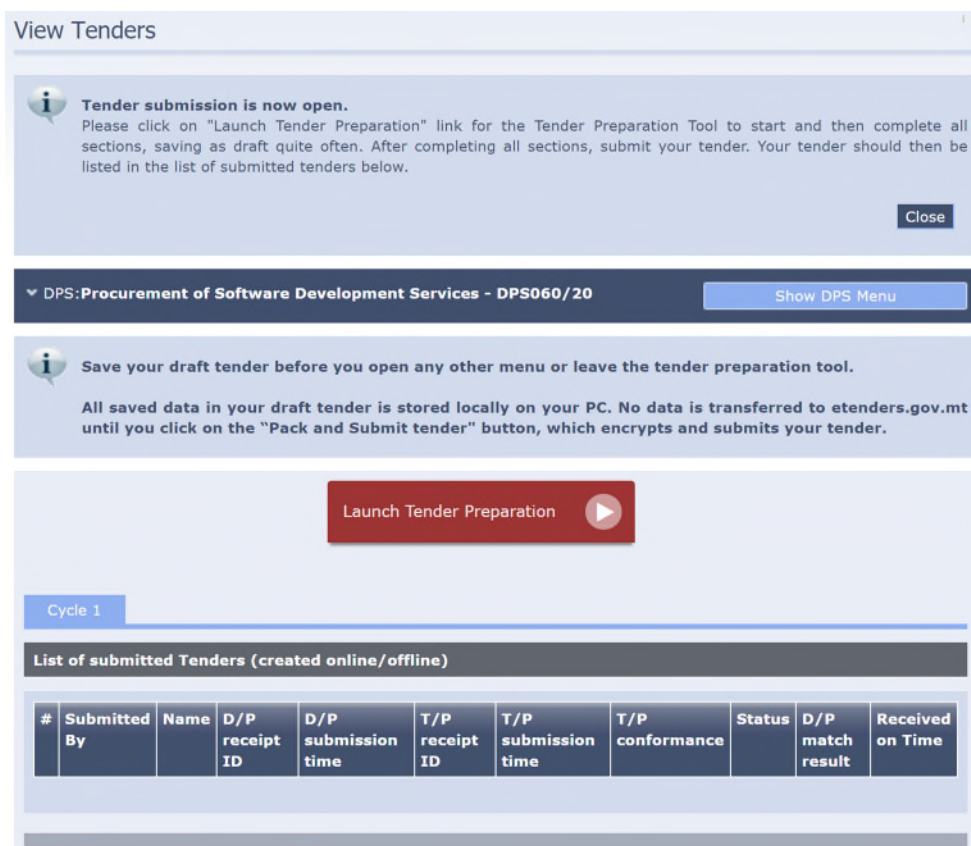 View Tenders
Tender submission is now open.
Please click on "Launch Tender Preparation" link for the Tender Preparation Tool to start and then complete all
sections, saving as draft quite often. After completing all sections, submit your tender. Your tender should then be
listed in the list of submitted tenders below.
Close
DPS:Procurement of Software Development Services - DPS060/20
Show DPS Menu
Save your draft tender before you open any other menu or leave the tender preparation tool.
All saved data in your draft tender is stored locally on your PC. No data is transferred to etenders.gov.mt
until you click on the "Pack and Submit tender" button, which encrypts and submits your tender.
Launch Tender Preparation
Cycle 1
List of submitted Tenders (created online/offline)
# Submitted Name D/P D/P T/P T/P T/P Status D/P Received
By receipt submission receipt submission conformance match on Time
ID time ID time result